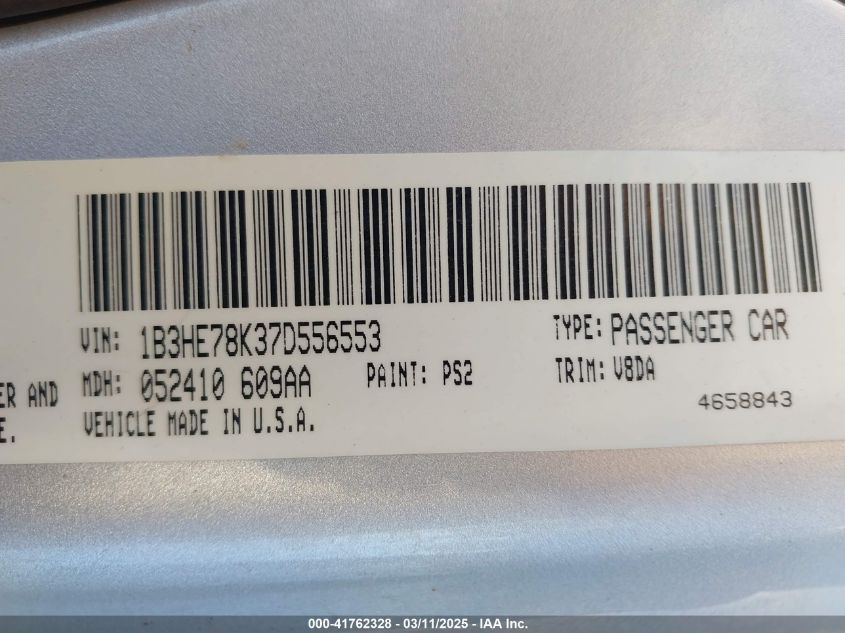 VIN: 1B3HE78K37D556553 TYPE: PASSENGER CAR
MDH: 052410 609AA PAINT: PS2 TRIM: V8DA
ER AND
4658843
VEHICLE MADE IN U.S.A.
E.
000-41762328 - 03/11/2025 - IAA Inc.